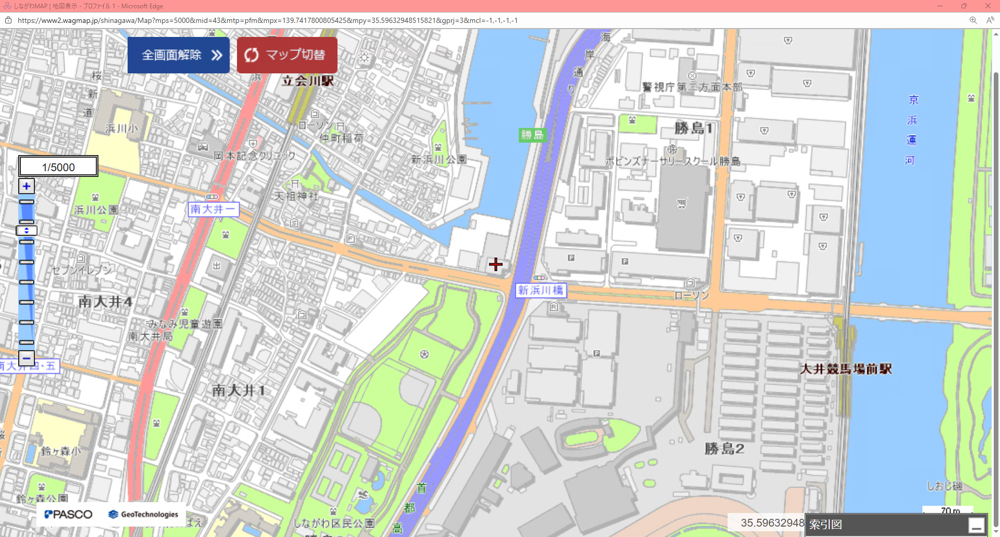 しながわMAP | 地図表示 - プロファイル 1 - Microsoft Edge
https://www2.wagmap.jp/shinagawa/Map?mps=5000&mid=43&mtp=pfm&mpx=139.7417800805425&mpy=35.59632948515821&gprj=3&mcl=-1,-1,-1,-1
全画面解除
マップ切替
海岸通り
浜
立会川駅
桜新道
警視庁第二方面本部
京浜運河
浜川小
ローソン
仲町稲荷
勝島
勝島1
岡本記念クリニック
新浜川公園
ポピンズナーサリースクール勝島
1/5000
天祖神社
浜川公園
南大井一
出
セブンイレブン
新浜川橋
ローソン
南大井4
みなみ児童遊園
南大井局
南大井四・五
大井競馬場前駅
南大井1
鈴ヶ森小
勝島2
しおじ磯
首都高
鈴ヶ森公園
PASCO
GeoTechnologies
ばえ
しながわ区民公園
70m
35.59632948
索引図